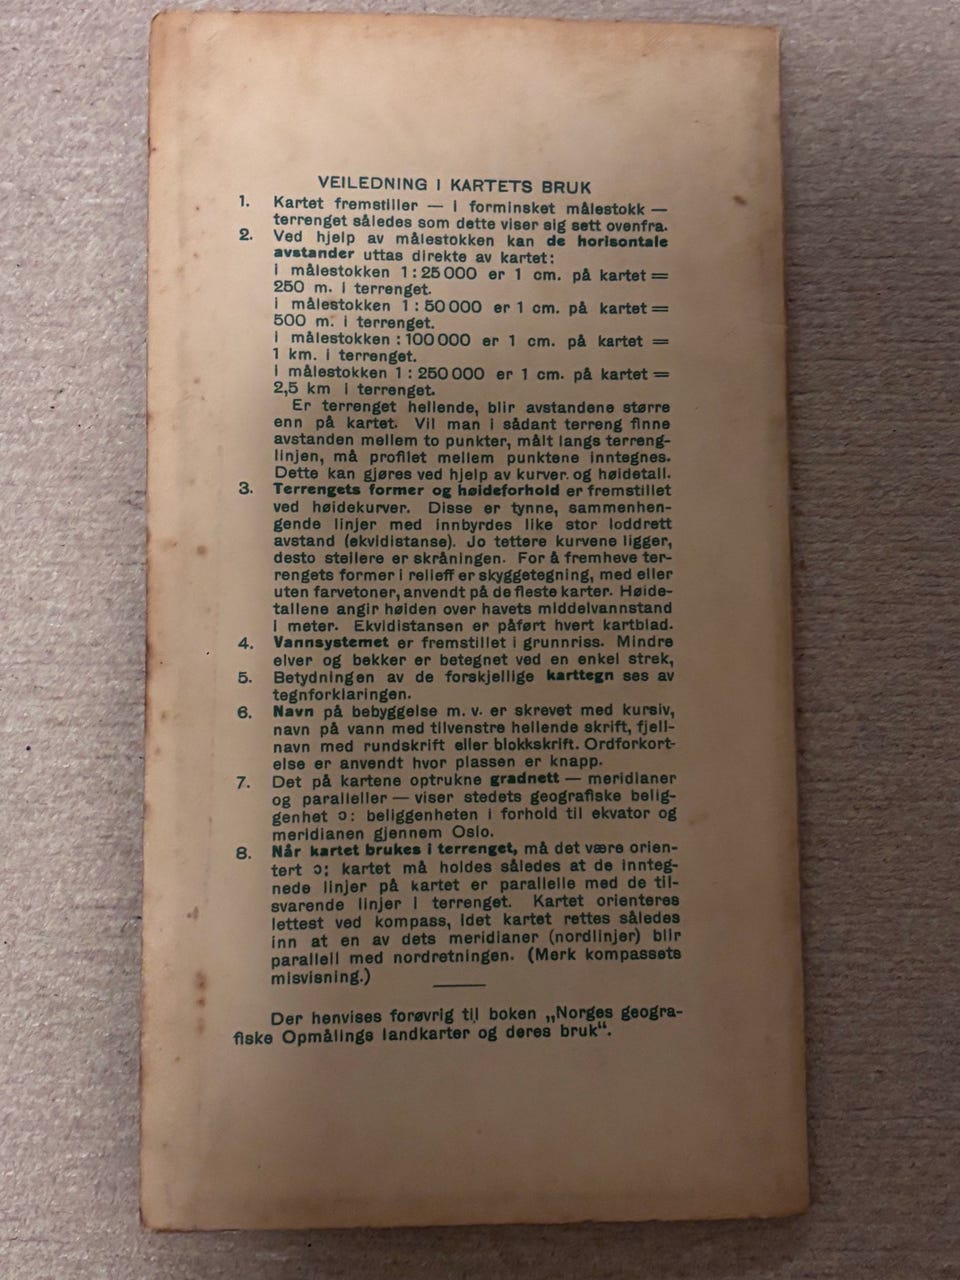 VEILEDNING I KARTETS BRUK
1. Kartet fremstiller — i forminsket målestokk —
terrenget således som dette viser sig sett ovenfra.
2. Ved hjelp av målestokken kan de horisontale
avstander uttas direkte av kartet:
i målestokken 1:25 000 er 1 cm. på kartet =
250 m. i terrenget.
i målestokken 1 : 50 000 er 1 cm. på kartet =
500 m. i terrenget.
i målestokken : 100 000 er 1 cm. på kartet =
1 km. i terrenget.
i målestokken 1 : 250 000 er 1 cm. på kartet =
2,5 km i terrenget.
Er terrenget hellende, blir avstandene større
enn på kartet. Vil man i sådant terreng finne
avstanden mellem to punkter, målt langs terreng-
linjen, må profilet mellem punktene inntegnes.
Dette kan gjøres ved hjelp av kurver. og høidetall.
3. Terrengets former og høideforhold er fremstillet
ved høidekurver. Disse er tynne, sammenhen-
gende linjer med innbyrdes like stor loddrett
avstand (ekvidistanse). Jo tettere kurvene ligger,
desto steilere er skråningen. For å fremheve ter-
rengets former i relieff er skyggetegning, med eller
uten farvetoner, anvendt på de fleste karter. Høide-
tallene angir høiden over havets middelvannstand
i meter. Ekvidistansen er påført hvert kartblad.
4. Vannsystemet er fremstillet i grunnriss. Mindre
elver og bekker er betegnet ved en enkel strek,
5. Betydningen av de forskjellige karttegn ses av
tegnforklaringen.
6. Navn på bebyggelse m. v. er skrevet med kursiv,
navn på vann med tilvenstre hellende skrift, fjell-
navn med rundskrift eller blokkskrift. Ordforkort-
else er anvendt hvor plassen er knapp.
7. Det på kartene optrukne gradnett — meridianer
og paralleller — viser stedets geografiske belig-
genhet ɔ: beliggenheten i forhold til ekvator og
meridianen gjennem Oslo.
8. Når kartet brukes i terrenget, må det være orien-
tert ɔ; kartet må holdes således at de inntegnede-
nede linjer på kartet er parallelle med de til-
svarende linjer i terrenget. Kartet orienteres
lettest ved kompass, idet kartet rettes således
inn at en av dets meridianer (nordlinjer) blir
parallell med nordretningen. (Merk kompassets
misvisning.)
Der henvises forøvrig til boken „Norges geogra-
fiske Opmålings landkarter og deres bruk“.